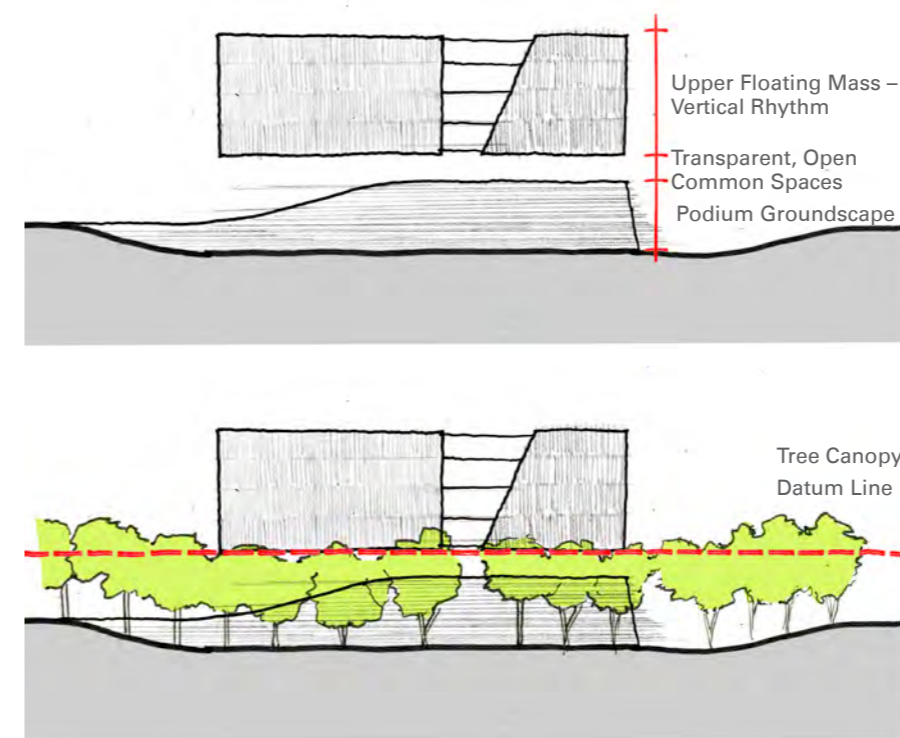 Upper Floating Mass –
Vertical Rhythm
Transparent, Open
Common Spaces
Podium Groundscape
Tree Canopy
Datum Line